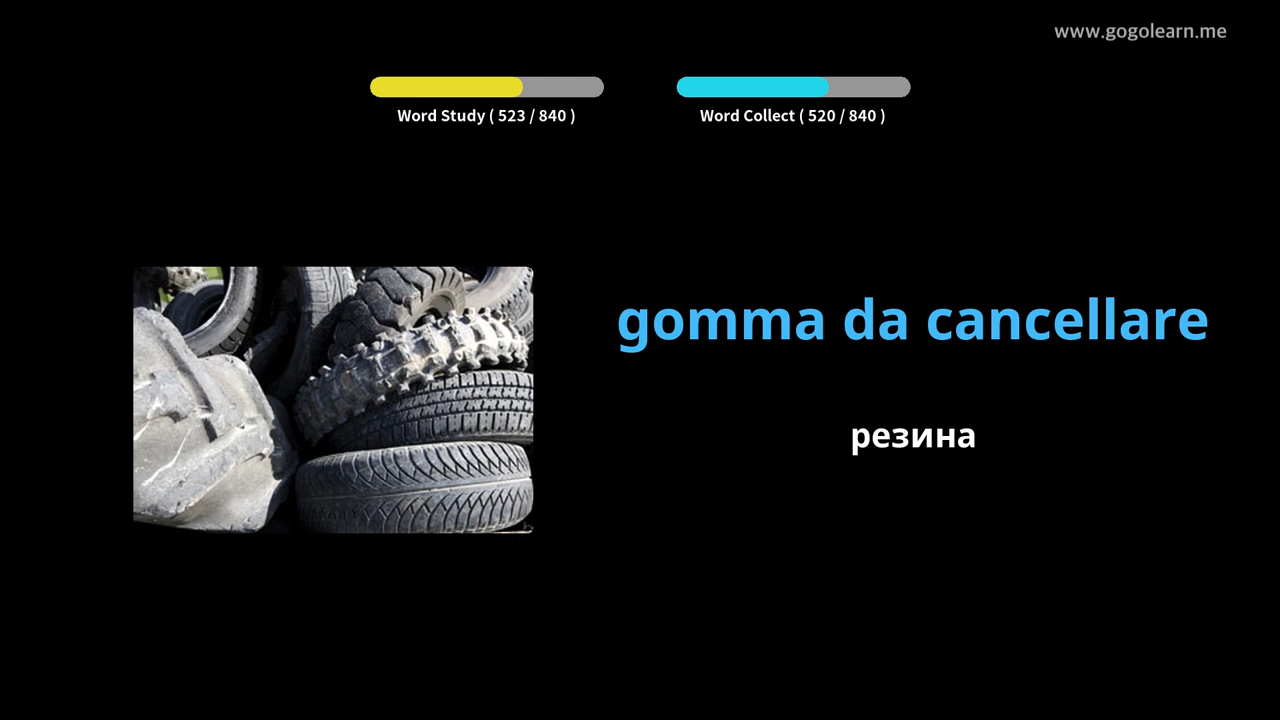 www.gogolearn.me
Word Study ( 523 / 840 )
Word Collect ( 520 / 840 )
gomma da cancellare
резина